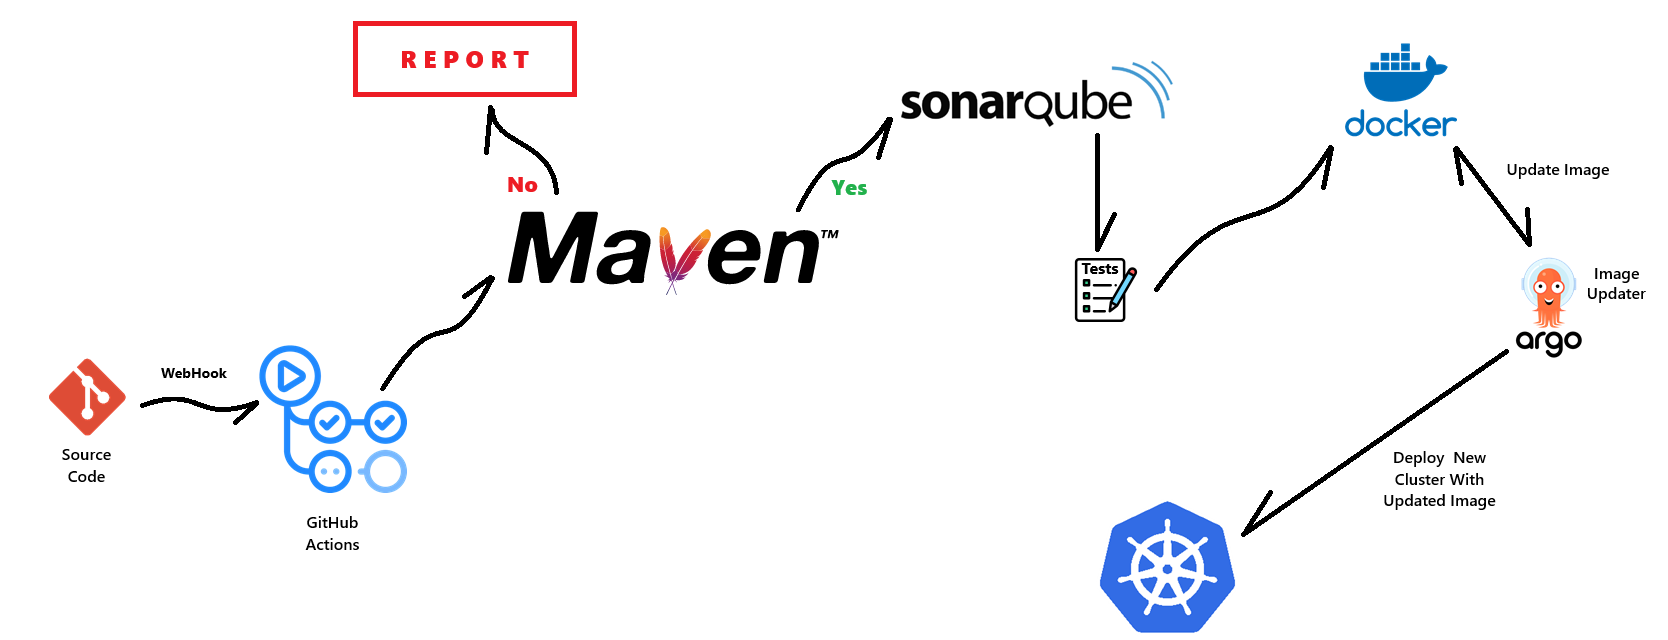 REPORT
sonarqube
docker
No
Yes
Update Image
Maven™
Tests
Image
Updater
argo
WebHook
Source
Code
GitHub
Actions
Deploy New
Cluster With
Updated Image